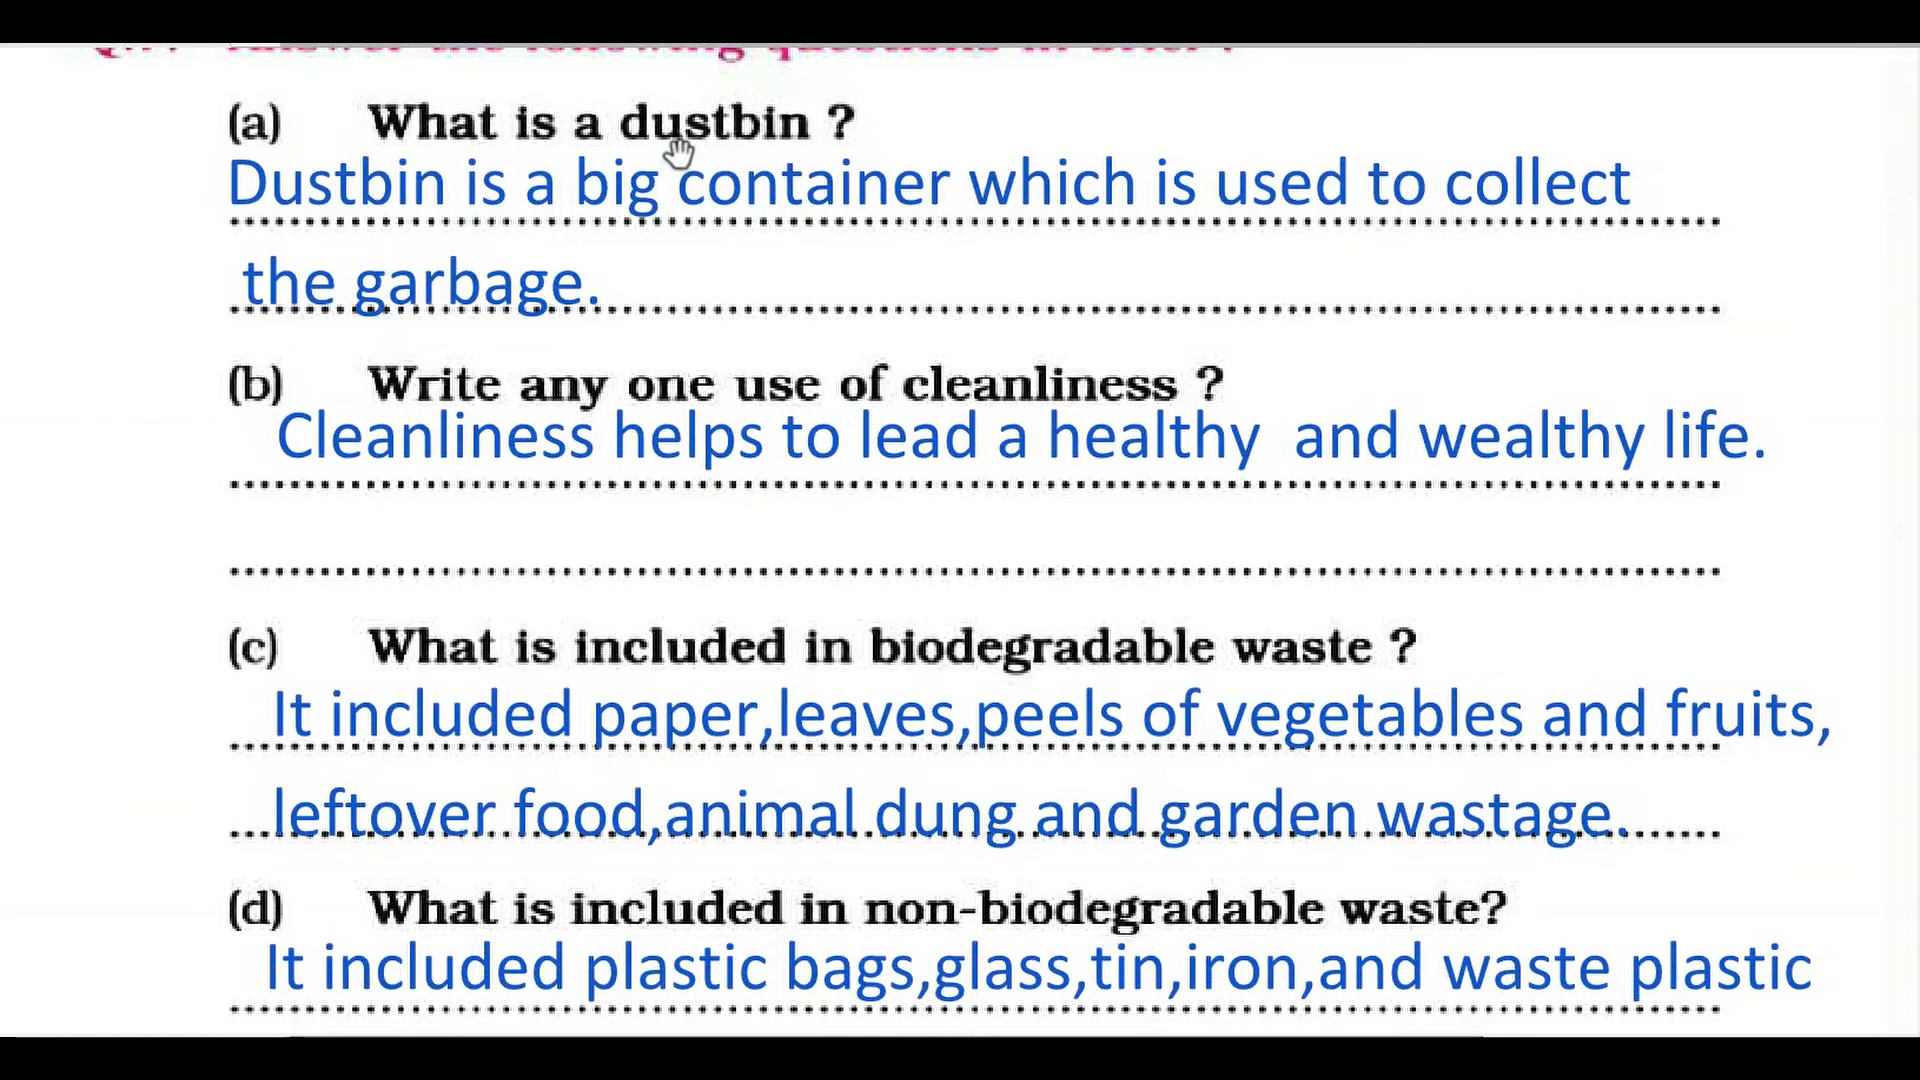 (a) What is a dustbin ?
Dustbin is a big container which is used to collect
the garbage.
(b) Write any one use of cleanliness ?
Cleanliness helps to lead a healthy  and wealthy life.
(c) What is included in biodegradable waste ?
It included paper,leaves,peels of vegetables and fruits,
leftover food,animal dung and garden wastage.
(d) What is included in non-biodegradable waste?
It included plastic bags,glass,tin,iron,and waste plastic